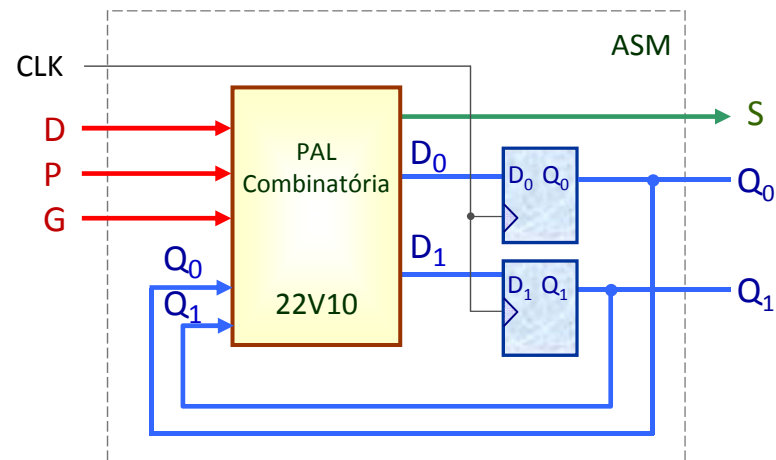 ASM
CLK
S
D
P
G
PAL
Combinatória
22V10
D₀
D₀ Q₀
Q₀
D₁
D₁ Q₁
Q₁
Q₀
Q₁